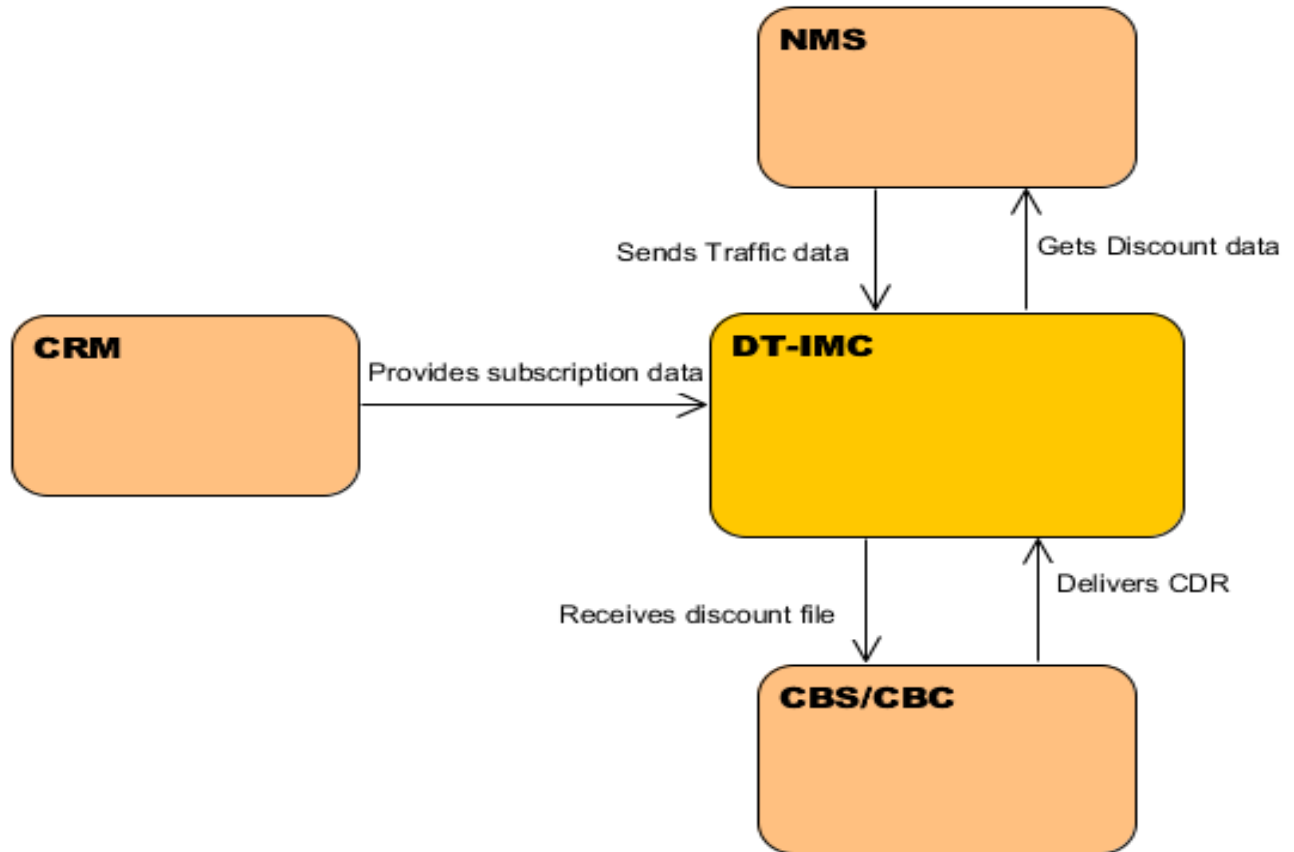 NMS
Sends Traffic data
Gets Discount data
CRM
Provides subscription data
DT-IMC
Receives discount file
Delivers CDR
CBS/CBC